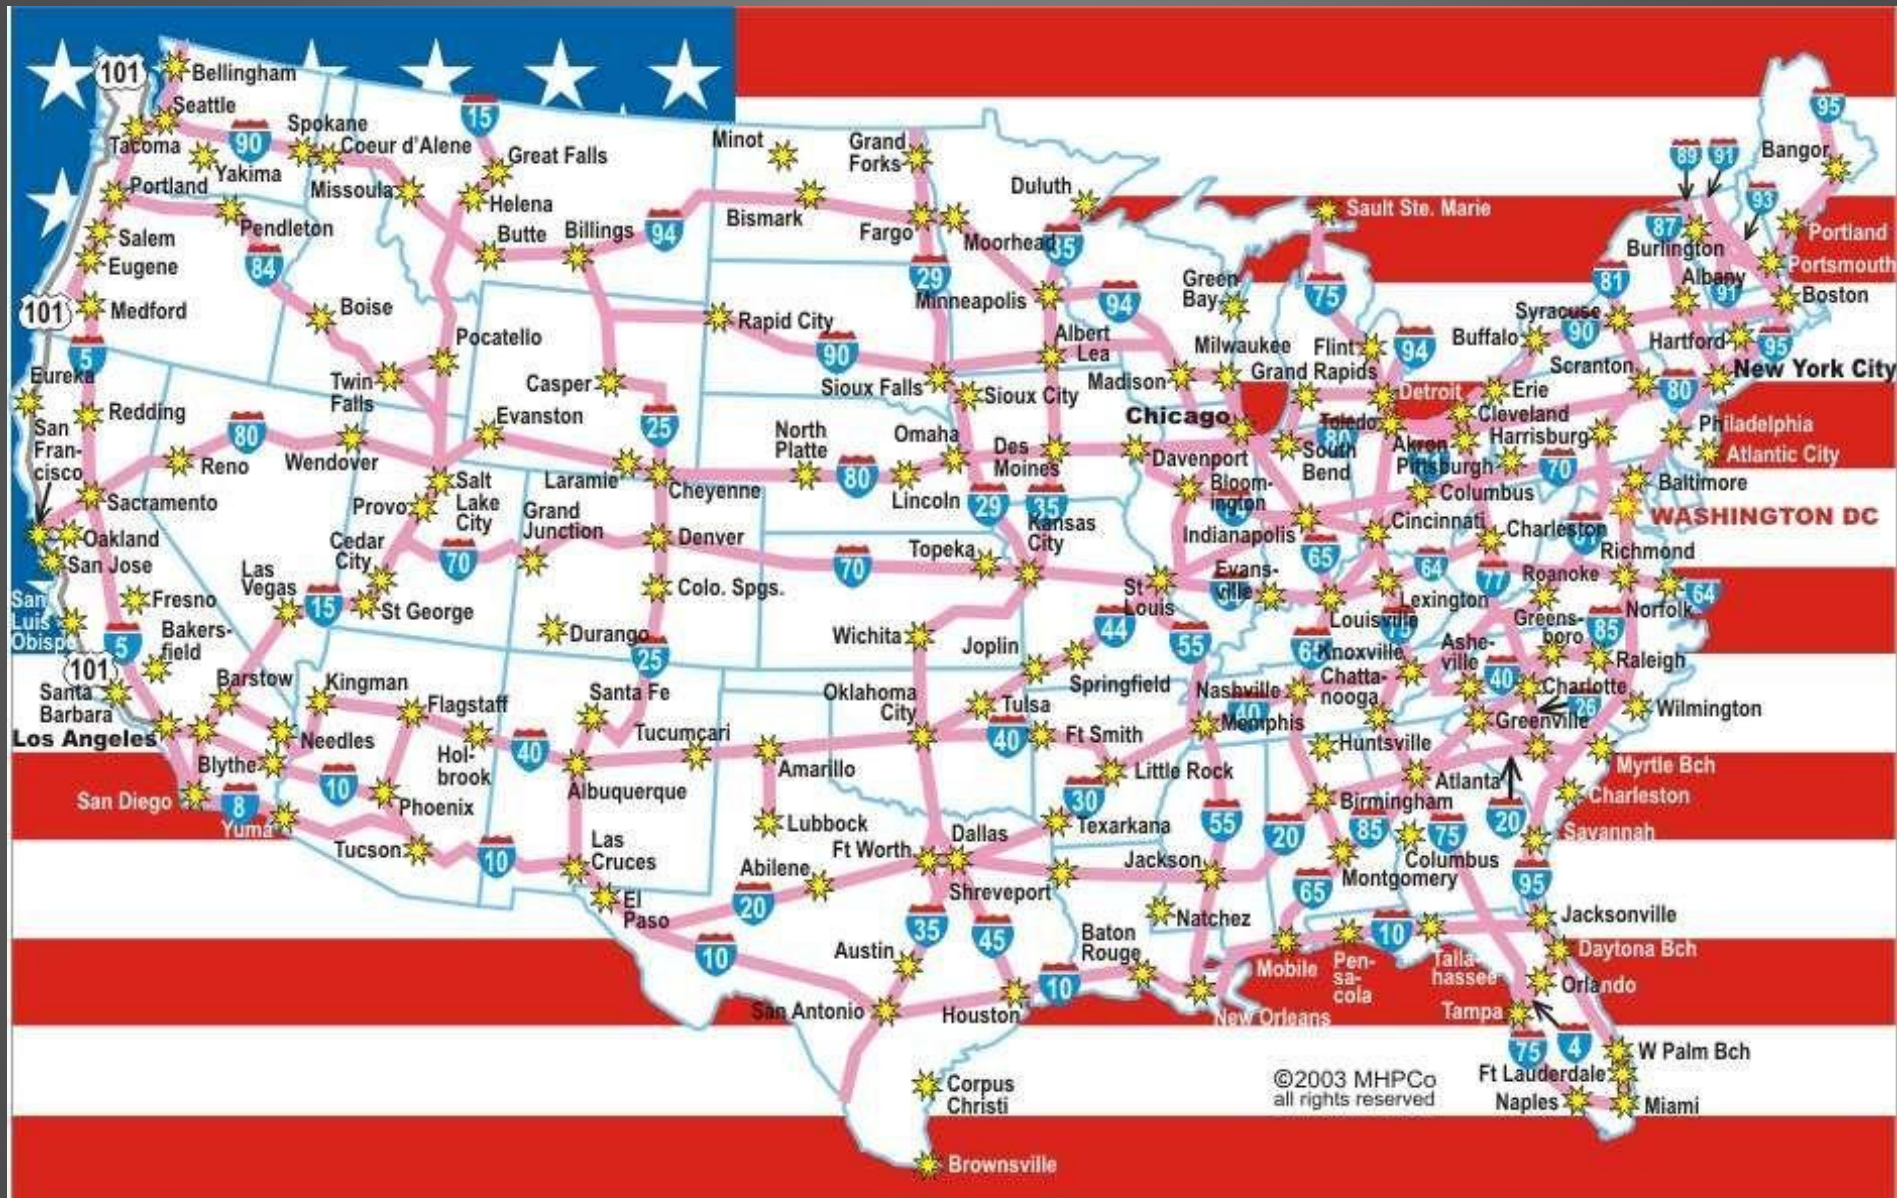 101
Bellingham
Seattle
Tacoma
90
Yakima
Spokane
Coeur d'Alene
15
Great Falls
Missoula
Helena
Butte
Billings
94
Minot
Bismark
Grand
Forks
Fargo
Moorhead
Duluth
35
29
Portland
Pendleton
Salem
Eugene
84
Medford
101
5
Boise
Pocatello
Twin
Falls
Rapid City
90
Casper
Sioux Falls
Sioux City
Minneapolis
94
Albert
Lea
Green
Bay
Milwaukee
Madison
Chicago
Sault Ste. Marie
75
Flint
94
Grand Rapids
Detroit
Toledo
80
South
Bend
Buffalo
Erie
Cleveland
Akron
Pittsburgh
Harrisburg
70
Syracuse
90
81
87
89
91
93
95
Bangor
Burlington
Albany
91
Portland
Portsmouth
Boston
Hartford
95
Scranton
80
New York City
Philadelphia
Atlantic City
Baltimore
WASHINGTON DC
Eureka
Redding
San
Fran-
cisco
80
Reno
Wendover
Sacramento
Oakland
San Jose
Fresno
San
Luis
Obispo
Bakers-
field
5
101
Santa
Barbara
Los Angeles
San Diego
8
Yuma
Evanston
Salt
Lake
City
Provo
Cedar
City
Las
Vegas
15
St George
Grand
Junction
70
Durango
Laramie
Cheyenne
25
Denver
Colo. Spgs.
25
North
Platte
80
Omaha
Lincoln
Des
Moines
Davenport
29
35
Kansas
City
Topeka
70
Wichita
Joplin
Springfield
44
St
Louis
55
Bloom-
ington
Indianapolis
65
Evans-
ville
Columbus
Cincinnati
Charleston
64
77
Lexington
Louisville
Richmond
Roanoke
Norfolk
64
Greens-
boro
85
Raleigh
Ashe-
ville
40
Charlotte
26
Greenville
Wilmington
Myrtle Bch
Charleston
Savannah
20
95
Barstow
Kingman
Flagstaff
Needles
Blythe
10
Phoenix
Hol-
brook
40
Tucson
10
Santa Fe
Tucumcari
Albuquerque
Las
Cruces
El
Paso
Amarillo
Lubbock
Abilene
20
10
Oklahoma
City
Tulsa
40
Ft Smith
Little Rock
30
Texarkana
Dallas
Ft Worth
Shreveport
35
45
Austin
San Antonio
Houston
10
Corpus
Christi
Brownsville
Baton
Rouge
New Orleans
Natchez
Jackson
55
20
Memphis
Nashville
40
65
Knoxville
75
Chatta-
nooga
Huntsville
Birmingham
Atlanta
85
75
Columbus
Montgomery
65
Mobile
Pen-
sa-
cola
10
Talla-
hassee
Jacksonville
Daytona Bch
Orlando
Tampa
75
4
W Palm Bch
Ft Lauderdale
Naples
Miami
©2003 MHPCo
all rights reserved